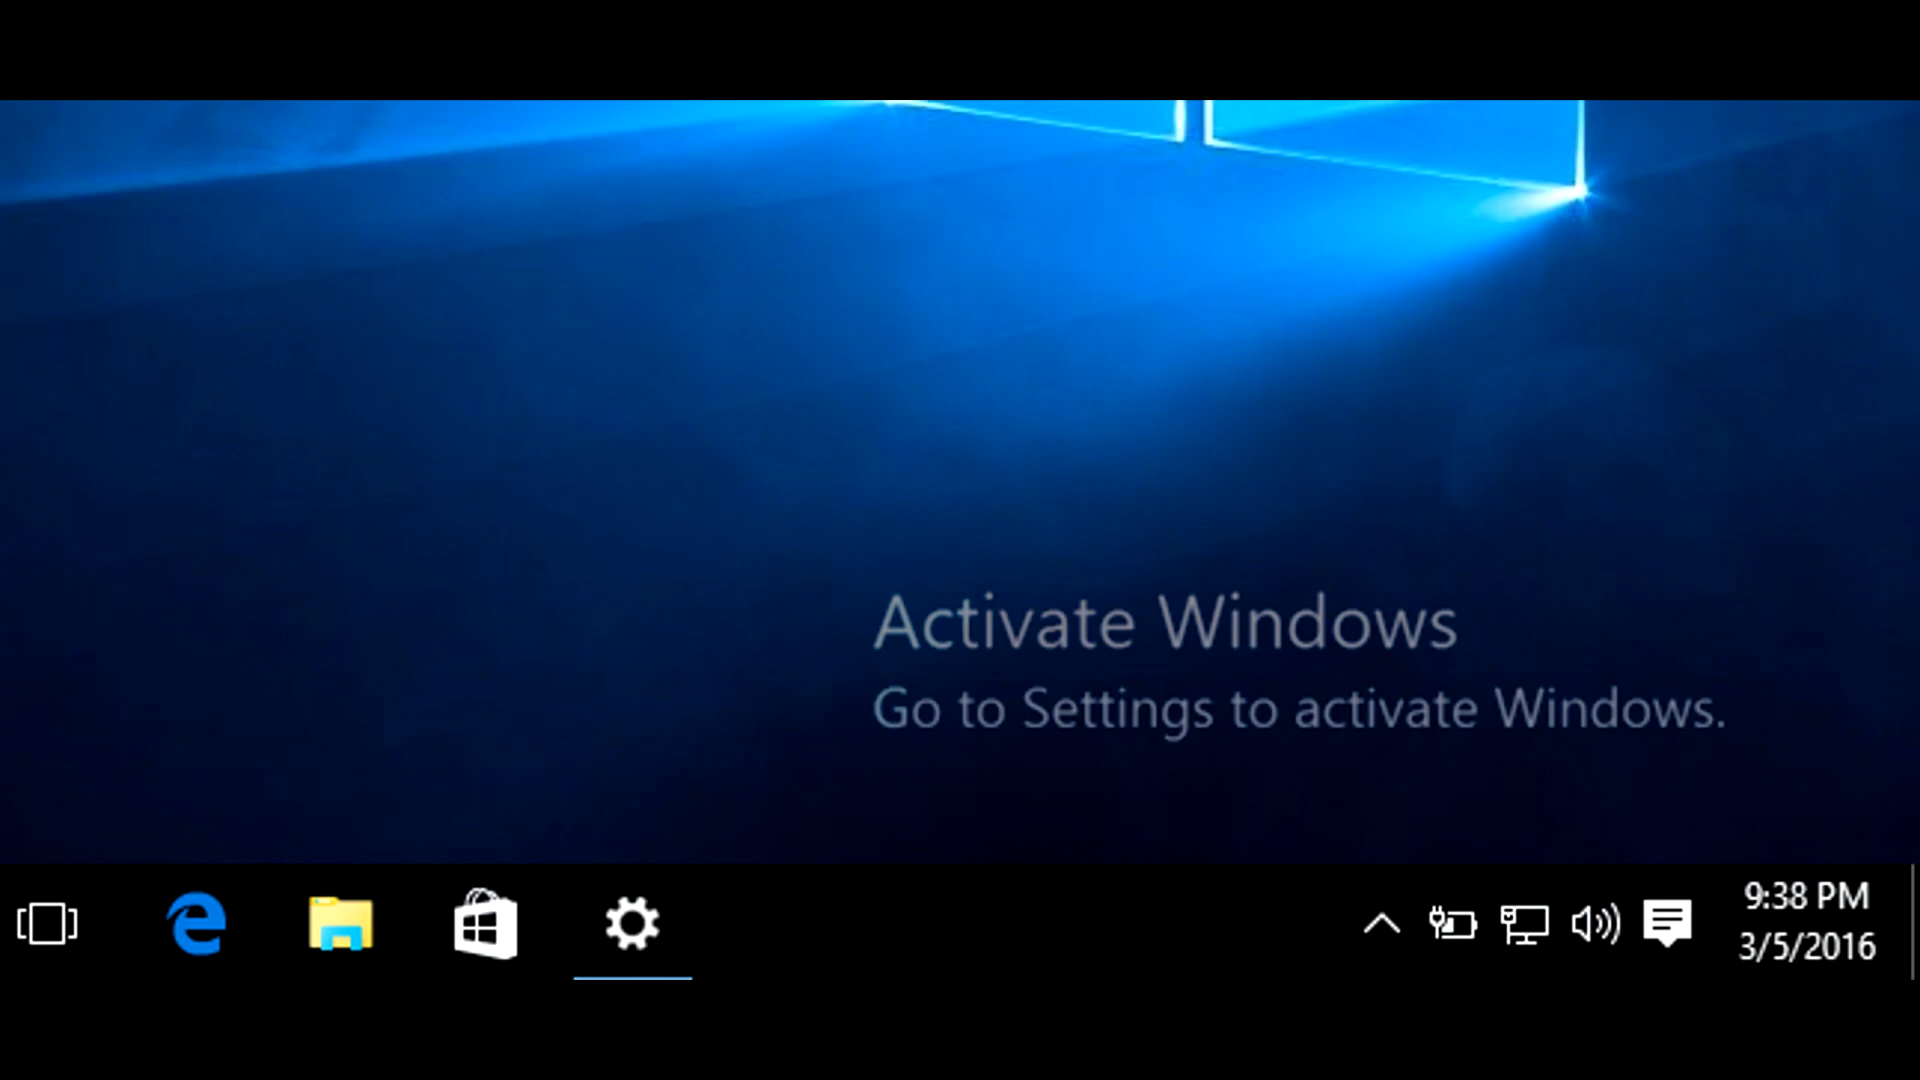 Activate Windows
Go to Settings to activate Windows.
9:38 PM
3/5/2016